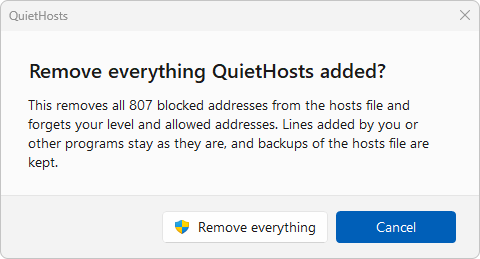 QuietHosts
Remove everything QuietHosts added?
This removes all 807 blocked addresses from the hosts file and
forgets your level and allowed addresses. Lines added by you or
other programs stay as they are, and backups of the hosts file are
kept.
Remove everything
Cancel